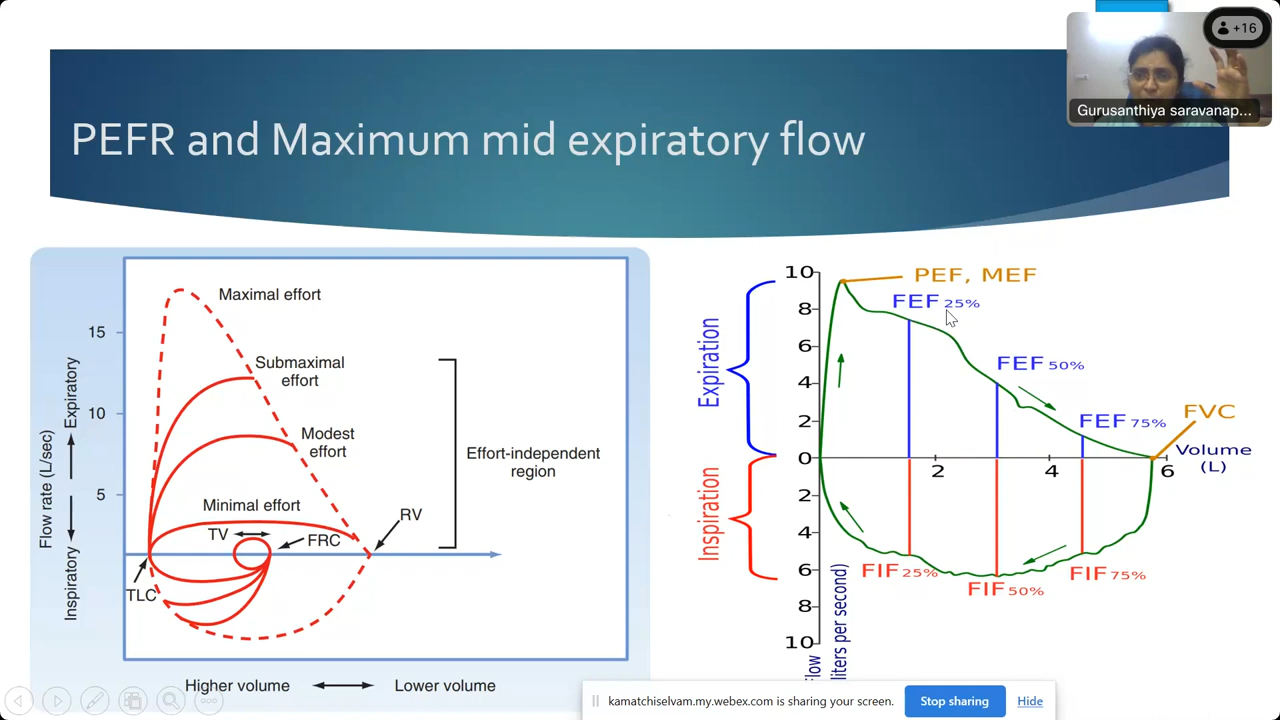 +16
Gurusanthiya saravanap...
PEFR and Maximum mid expiratory flow
Maximal effort
15
Submaximal
effort
10
Modest
effort
Effort-independent
region
5
Minimal effort
TV
FRC
RV
TLC
Flow rate (L/sec)
Inspiratory
Expiratory
Higher volume
Lower volume
10
PEF, MEF
8
FEF 25%
6
FEF 50%
4
2
FEF 75%
FVC
0
2
4
6
Volume
(L)
Expiration
Inspiration
2
4
6
FIF 25%
FIF 50%
FIF 75%
8
10
Flow
liters per second)
kamatchiselvam.my.webex.com is sharing your screen.
Stop sharing
Hide